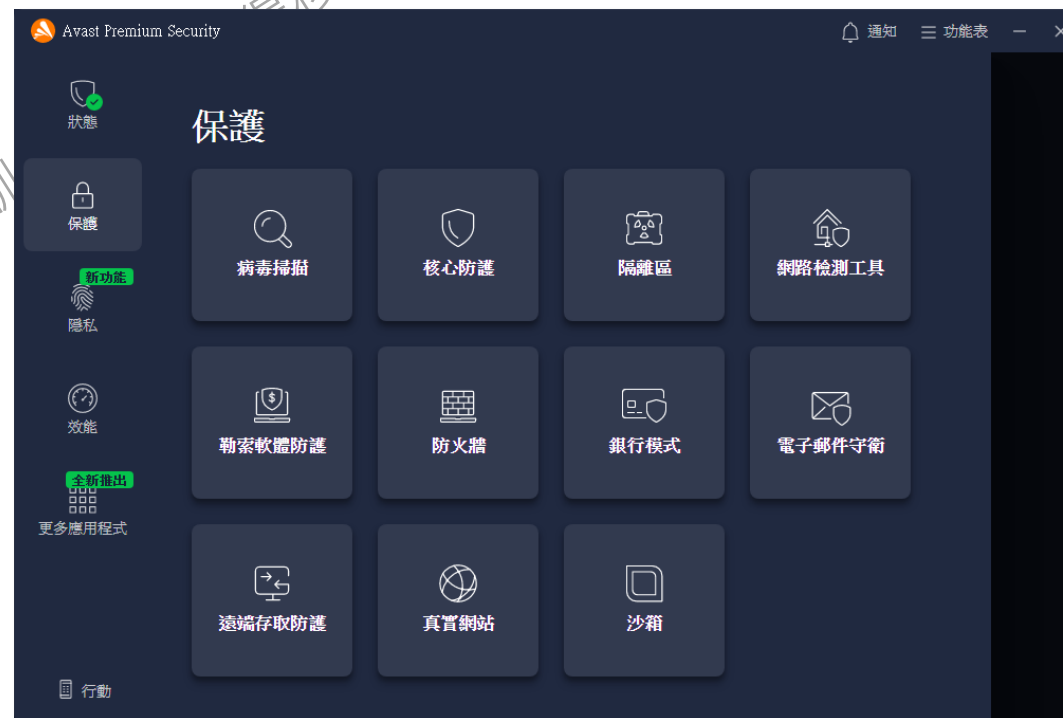 Avast Premium Security
通知
功能表
狀態
保護
保護
病毒掃描
核心防護
隔離區
網路檢測工具
新功能
隱私
勒索軟體防護
防火牆
銀行模式
電子郵件守衛
效能
全新推出
更多應用程式
遠端存取防護
真實網站
沙箱
行動